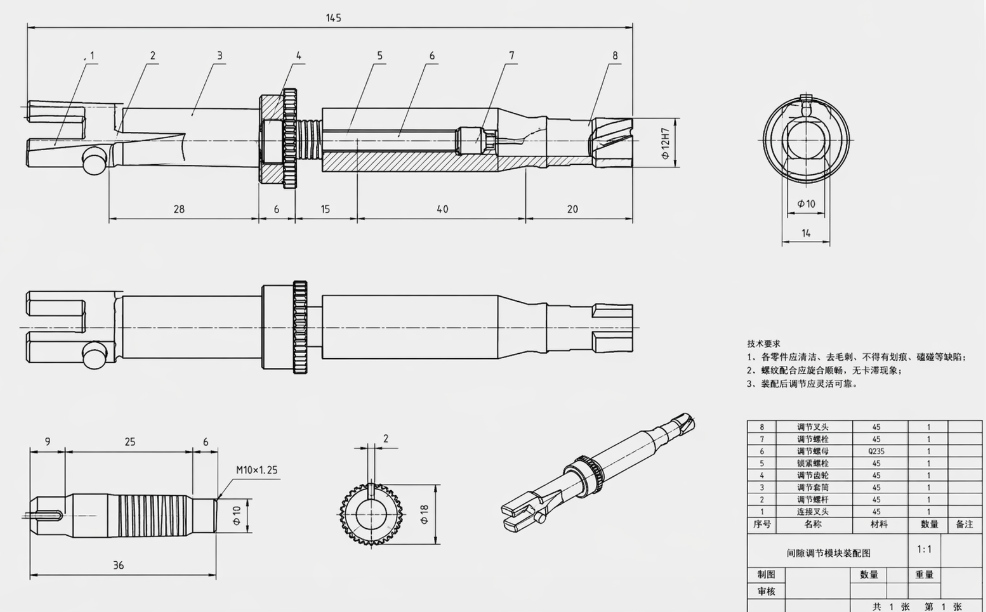 145
1 2 3 4 5 6 7 8
Φ12H7
28 6 15 40 20
Φ10
14
技术要求
1、各零件应清洁、去毛刺、不得有划痕、磕碰等缺陷;
2、螺纹配合应旋合顺畅，无卡滞现象;
3、装配后调节应灵活可靠。
9 25 6
M10×1.25
Φ10
36
2
Φ18
8 调节叉头 45 1
7 调节螺栓 45 1
6 调节螺母 Q235 1
5 锁紧螺栓 45 1
4 调节齿轮 45 1
3 调节套筒 45 1
2 调节螺杆 45 1
1 连接叉头 45 1
序号 名称 材料 数量 备注
间隙调节模块装配图 1:1
制图 数量 重量
审核
共 1 张 第 1 张